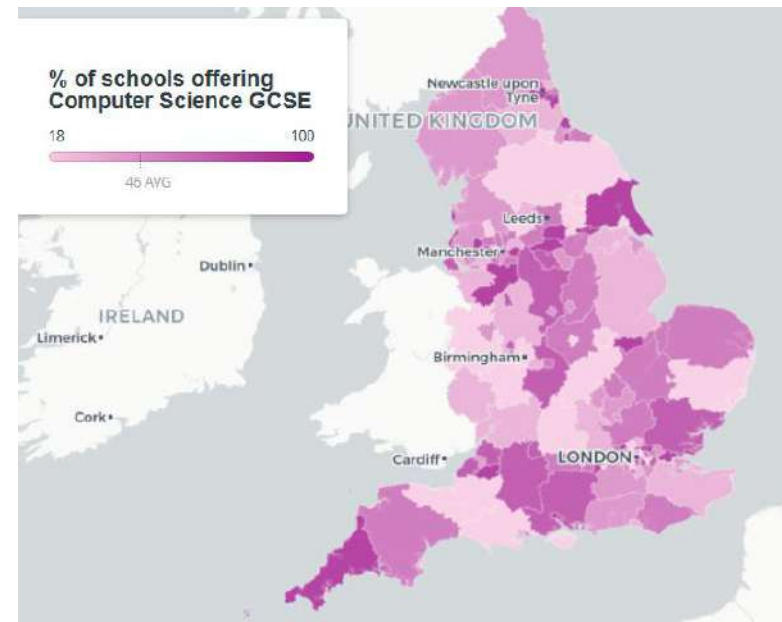 % of schools offering
Computer Science GCSE
18 100
46 AVG
Newcastle upon
Tyne
UNITED KINGDOM
Leeds
Manchester
Dublin
IRELAND
Limerick
Birmingham
Cork
Cardiff
LONDON